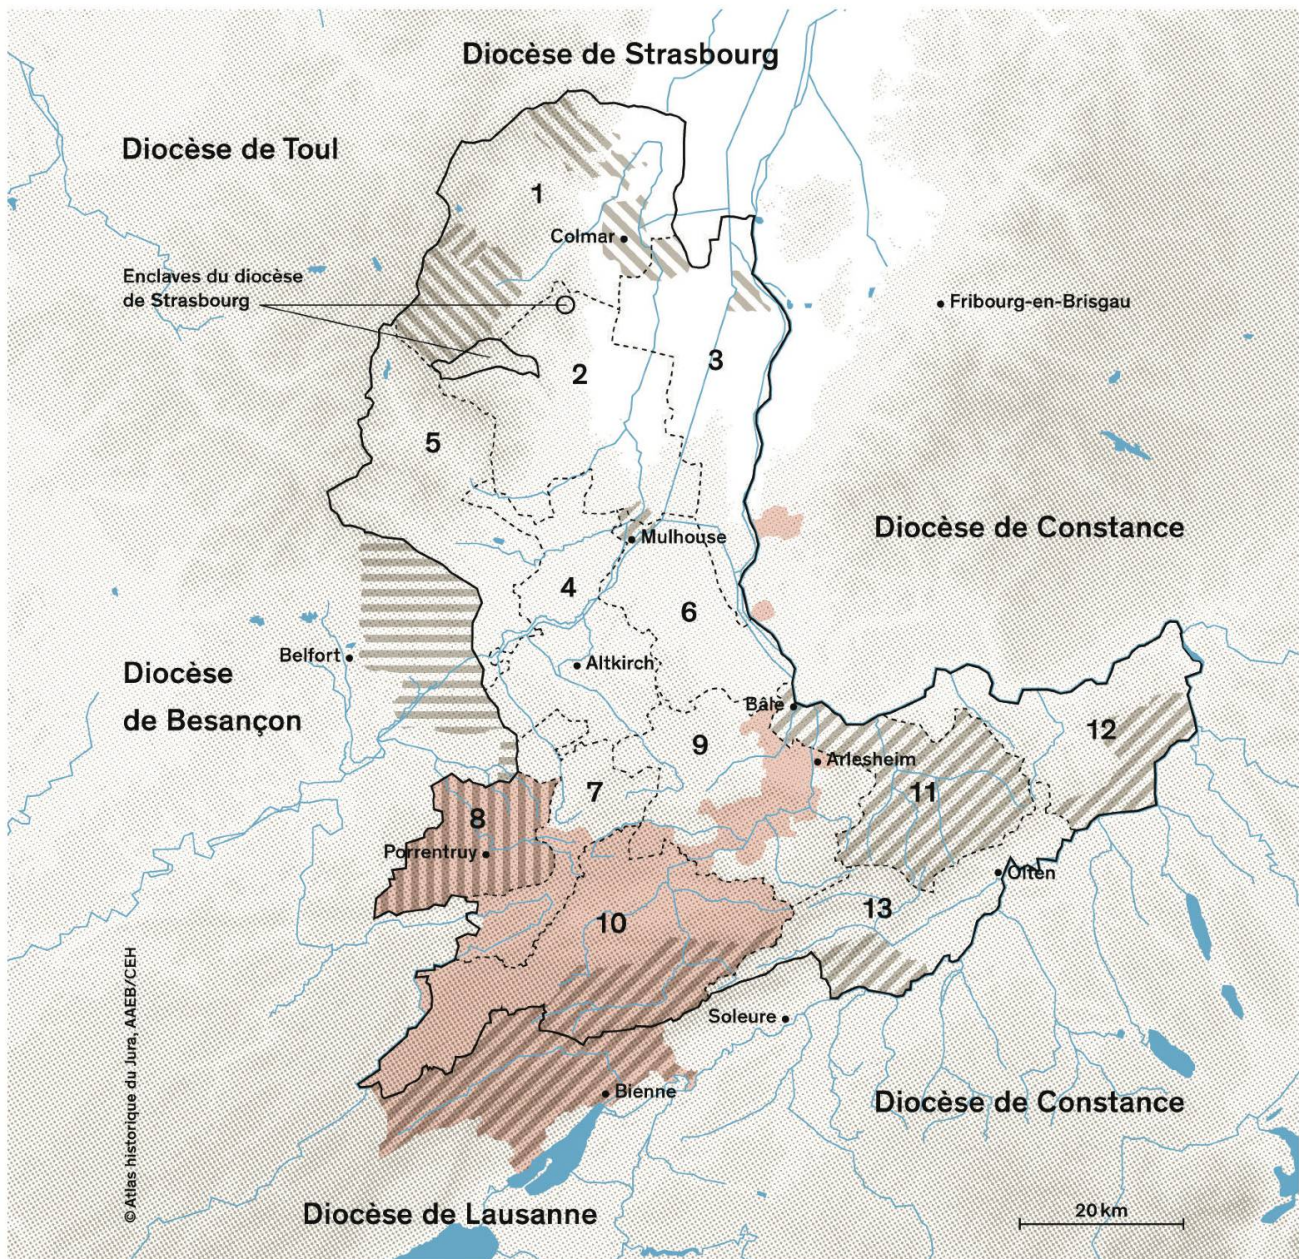 Diocèse de Strasbourg
Diocèse de Toul
1
Colmar
Enclaves du diocèse
de Strasbourg
Fribourg-en-Brisgau
3
2
5
Diocèse de Constance
Mulhouse
4
6
Belfort
Altkirch
Diocèse
de Besançon
Bâle
12
9
Arlesheim
7
11
8
Porrentruy
Olten
10
13
Soleure
Bienne
Diocèse de Constance
Diocèse de Lausanne
20 km
© Atlas historique du Jura, AAEB/CEH